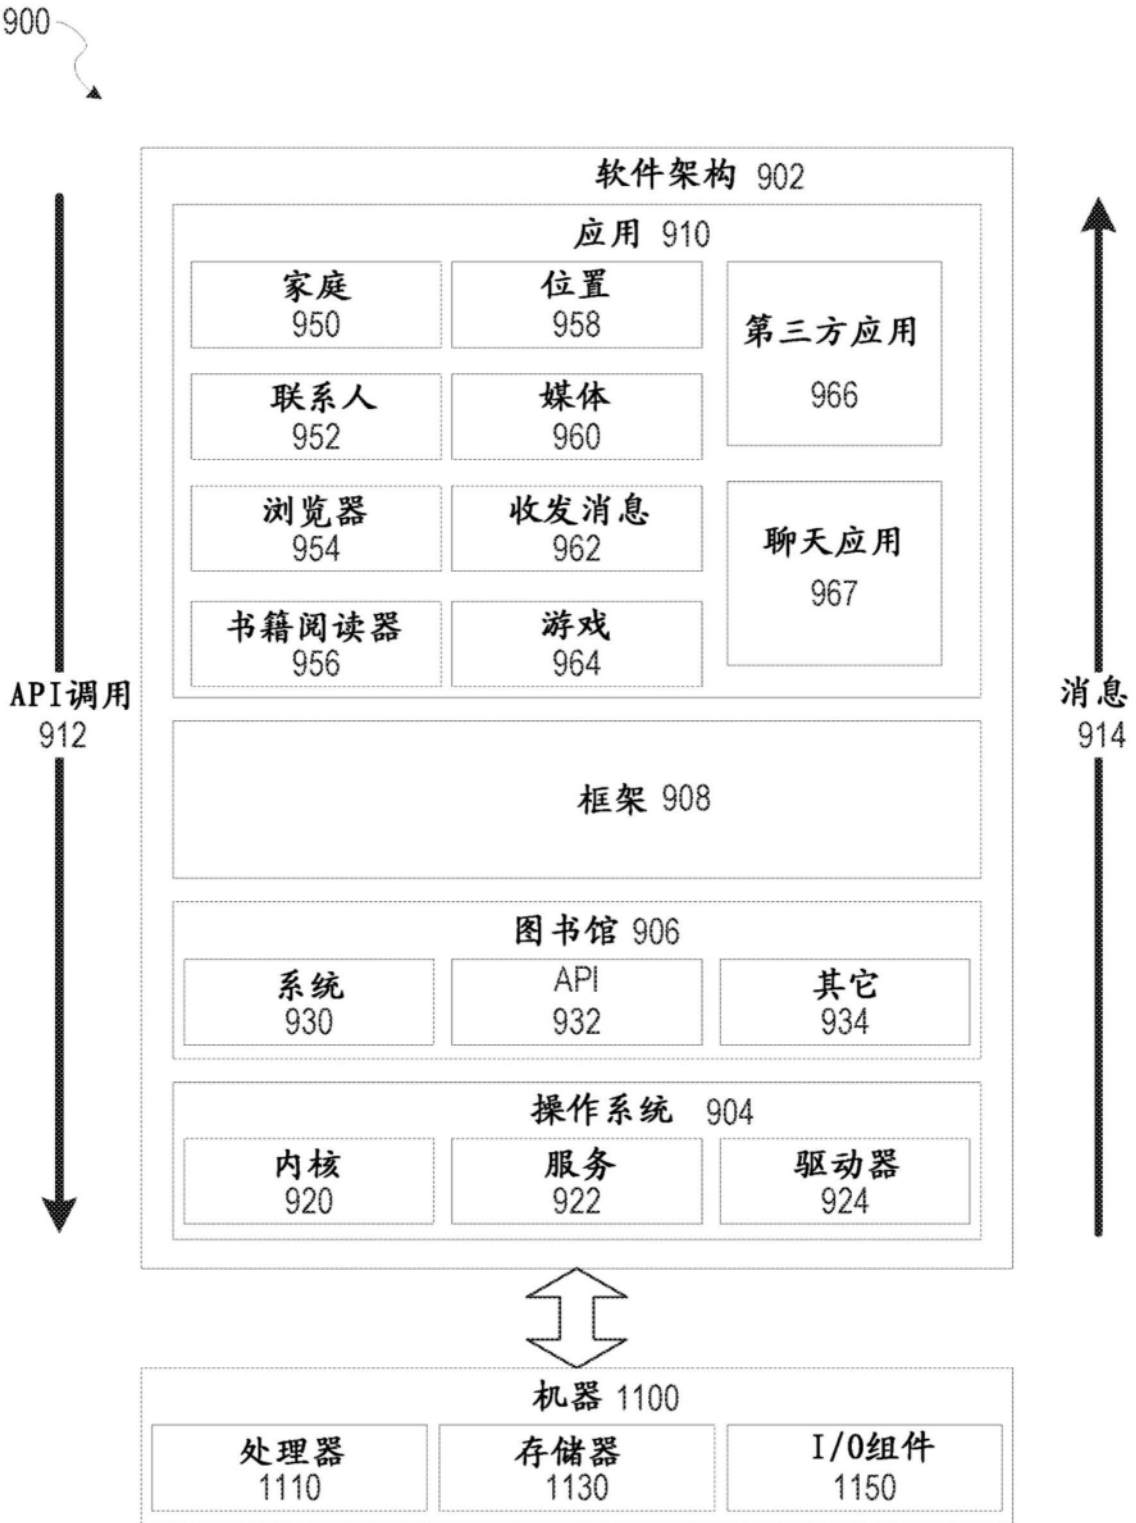 900
软件架构 902
应用 910
家庭
950
位置
958
第三方应用
966
联系人
952
媒体
960
浏览器
954
收发消息
962
聊天应用
967
书籍阅读器
956
游戏
964
API调用
912
消息
914
框架 908
图书馆 906
系统
930
API
932
其它
934
操作系统 904
内核
920
服务
922
驱动器
924
机器 1100
处理器
1110
存储器
1130
I/O组件
1150